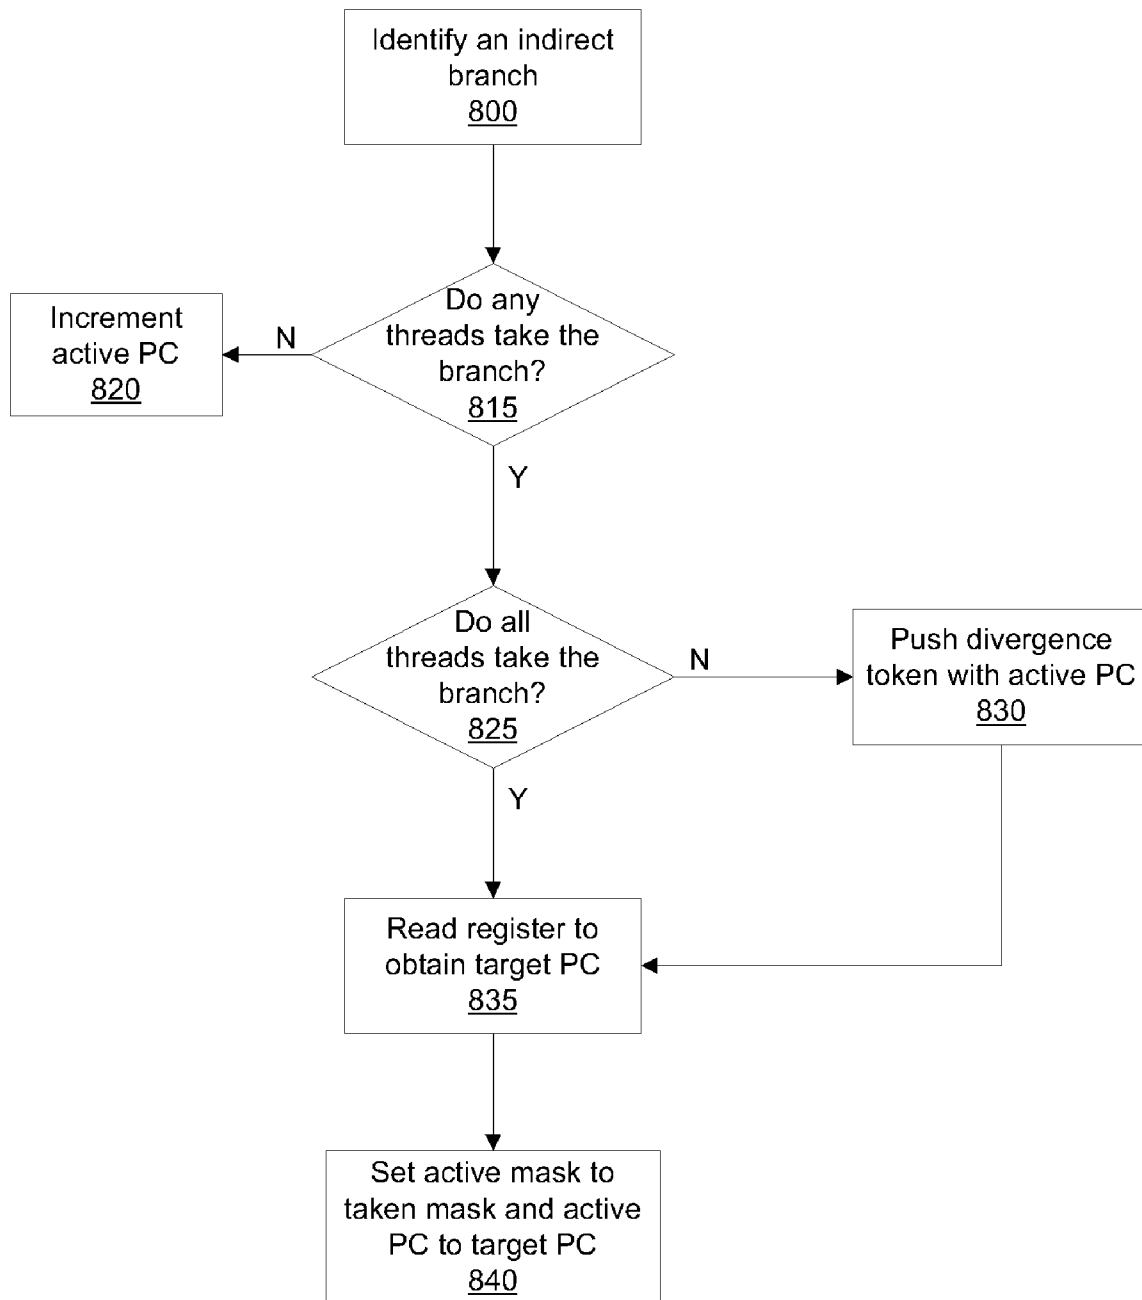 Identify an indirect
branch
800
Do any
threads take the
branch?
815
N
Increment
active PC
820
Y
Do all
threads take the
branch?
825
N
Push divergence
token with active PC
830
Y
Read register to
obtain target PC
835
Set active mask to
taken mask and active
PC to target PC
840